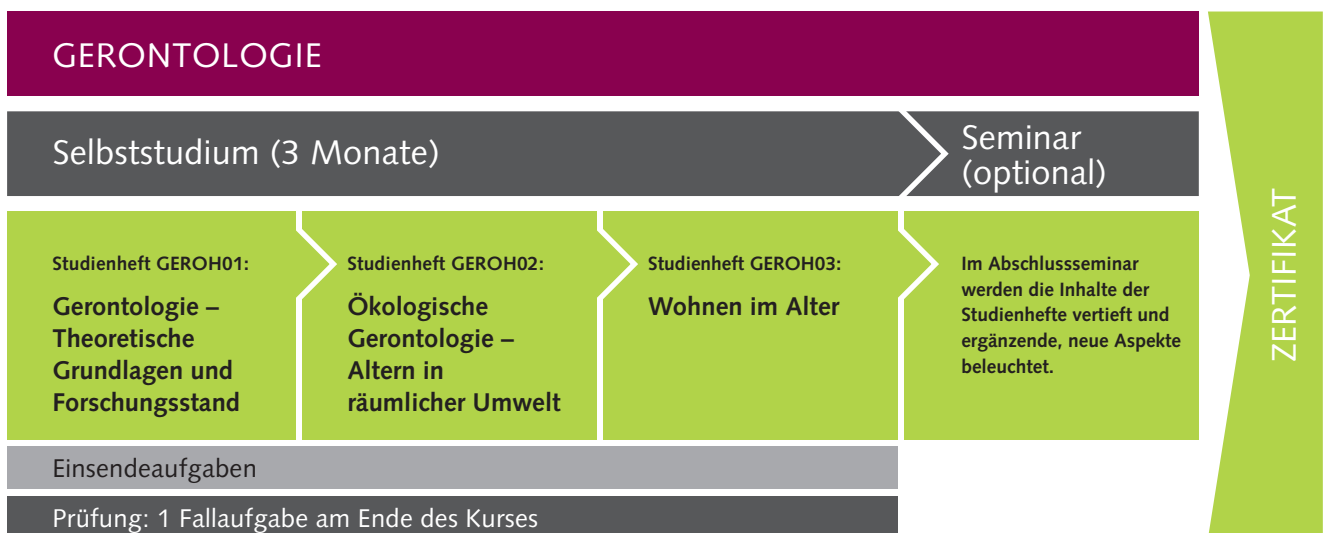 GERONTOLOGIE
Selbststudium (3 Monate)
Seminar
(optional)
Studienheft GEROH01:
Gerontologie –
Theoretische
Grundlagen und
Forschungsstand
Studienheft GEROH02:
Ökologische
Gerontologie –
Altern in
räumlicher Umwelt
Studienheft GEROH03:
Wohnen im Alter
Im Abschlussseminar
werden die Inhalte der
Studienhefte vertieft und
ergänzende, neue Aspekte
beleuchtet.
Einsendeaufgaben
Prüfung: 1 Fallaufgabe am Ende des Kurses
ZERTIFIKAT